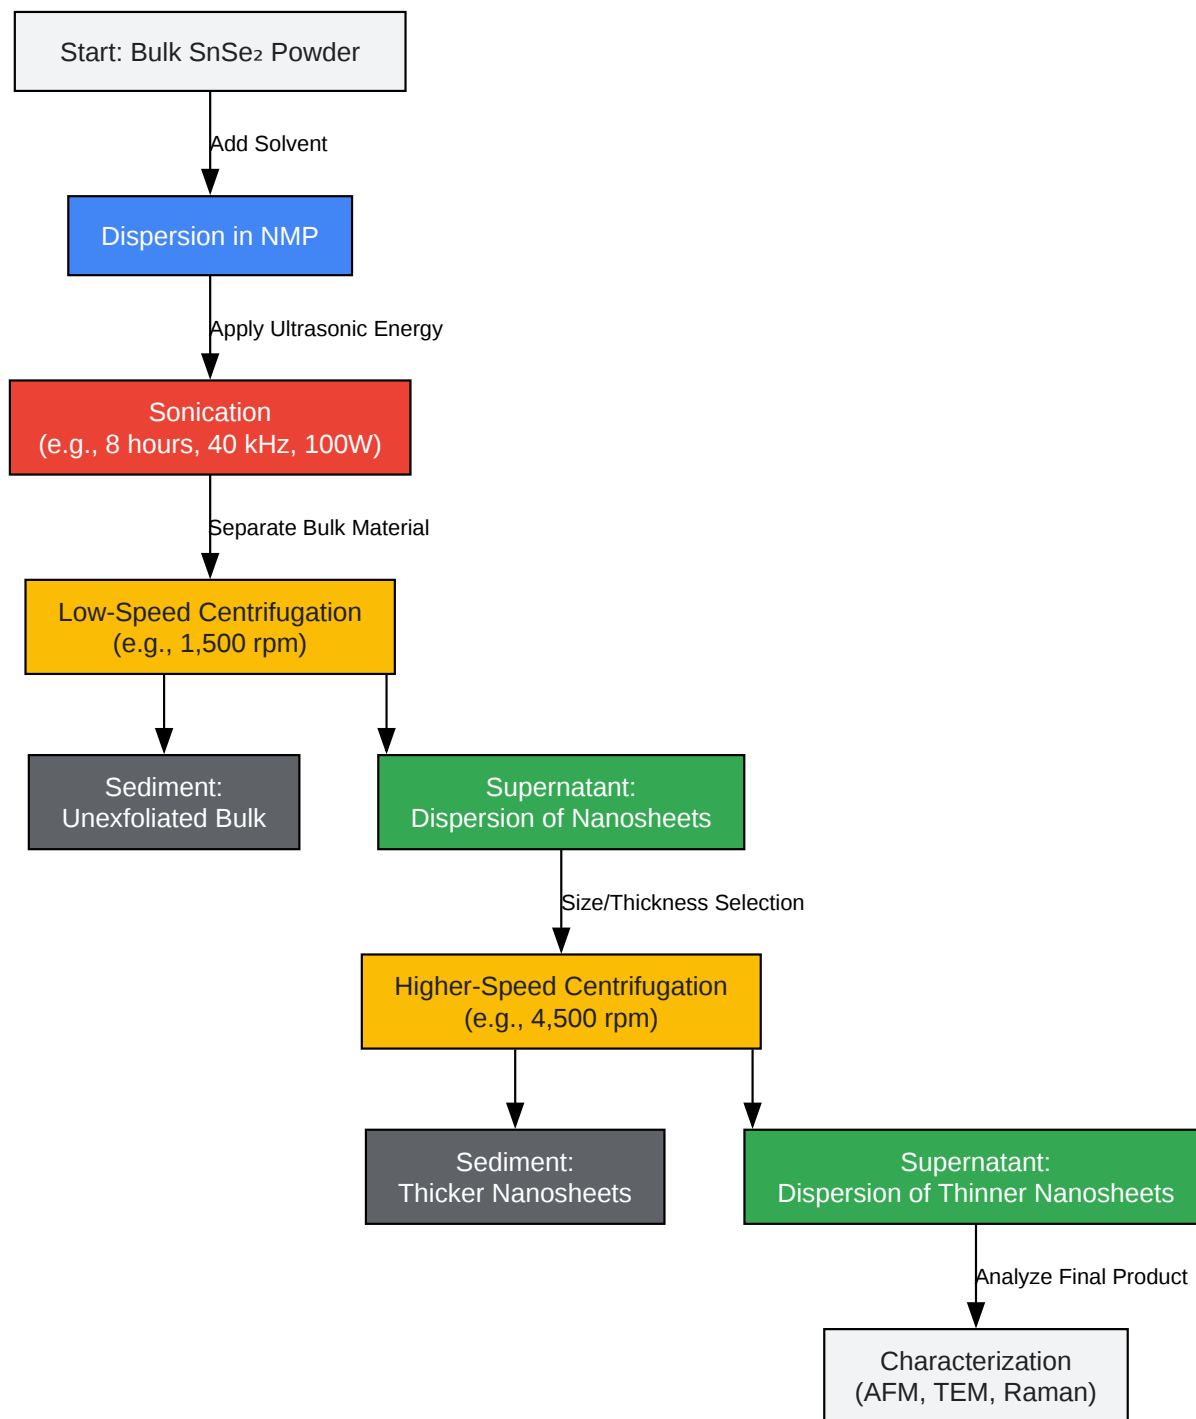 Start: Bulk SnSe₂ Powder
Add Solvent
Dispersion in NMP
Apply Ultrasonic Energy
Sonication
(e.g., 8 hours, 40 kHz, 100W)
Separate Bulk Material
Low-Speed Centrifugation
(e.g., 1,500 rpm)
Sediment:
Unexfoliated Bulk
Supernatant:
Dispersion of Nanosheets
Size/Thickness Selection
Higher-Speed Centrifugation
(e.g., 4,500 rpm)
Sediment:
Thicker Nanosheets
Supernatant:
Dispersion of Thinner Nanosheets
Analyze Final Product
Characterization
(AFM, TEM, Raman)